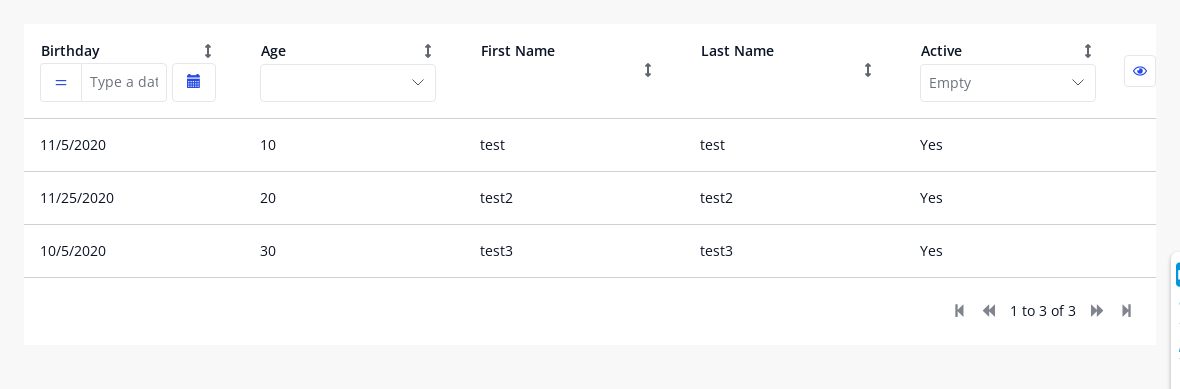 Birthday Age First Name Last Name Active
= Type a dat Empty
11/5/2020 10 test test Yes
11/25/2020 20 test2 test2 Yes
10/5/2020 30 test3 test3 Yes
1 to 3 of 3